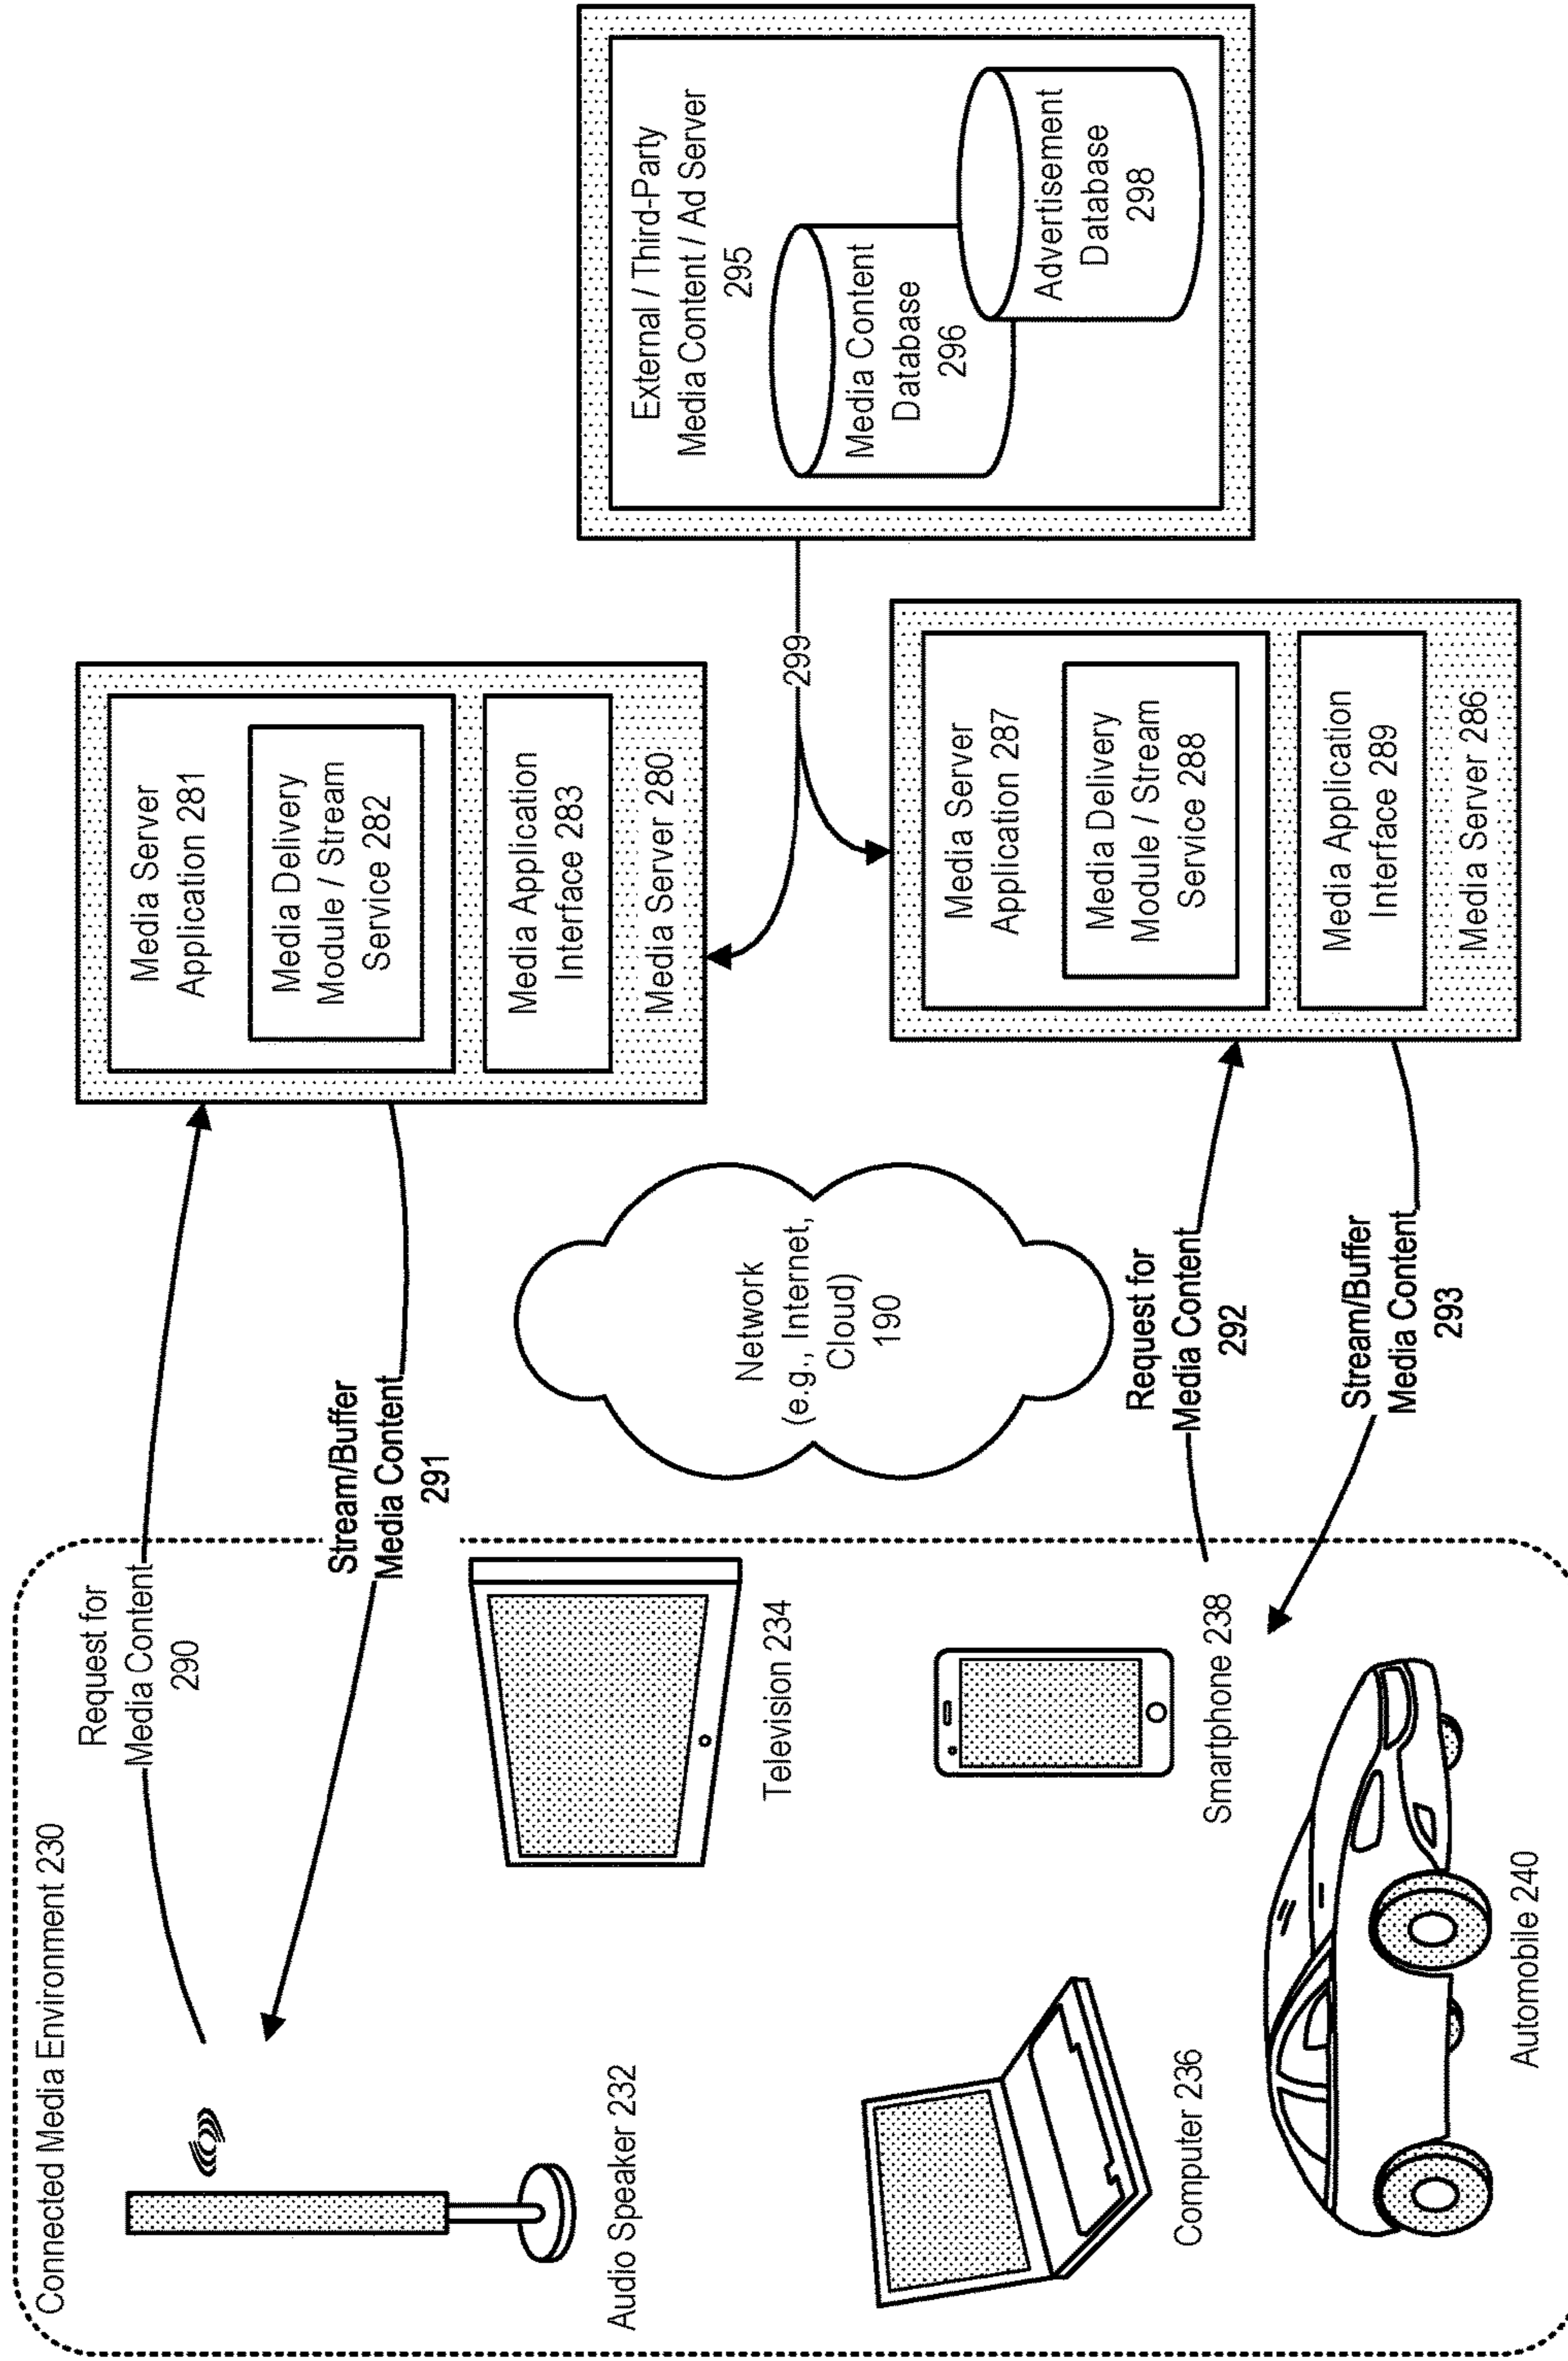 Connected Media Environment 230
Audio Speaker 232
Television 234
Computer 236
Smartphone 238
Automobile 240
Request for
Media Content
290
Stream/Buffer
Media Content
291
Network
(e.g., Internet,
Cloud)
190
Request for
Media Content
292
Stream/Buffer
Media Content
293
Media Server
Application 281
Media Delivery
Module / Stream
Service 282
Media Application
Interface 283
Media Server 280
299
Media Server
Application 287
Media Delivery
Module / Stream
Service 288
Media Application
Interface 289
Media Server 286
External / Third-Party
Media Content / Ad Server
295
Media Content
Database
296
Advertisement
Database
298